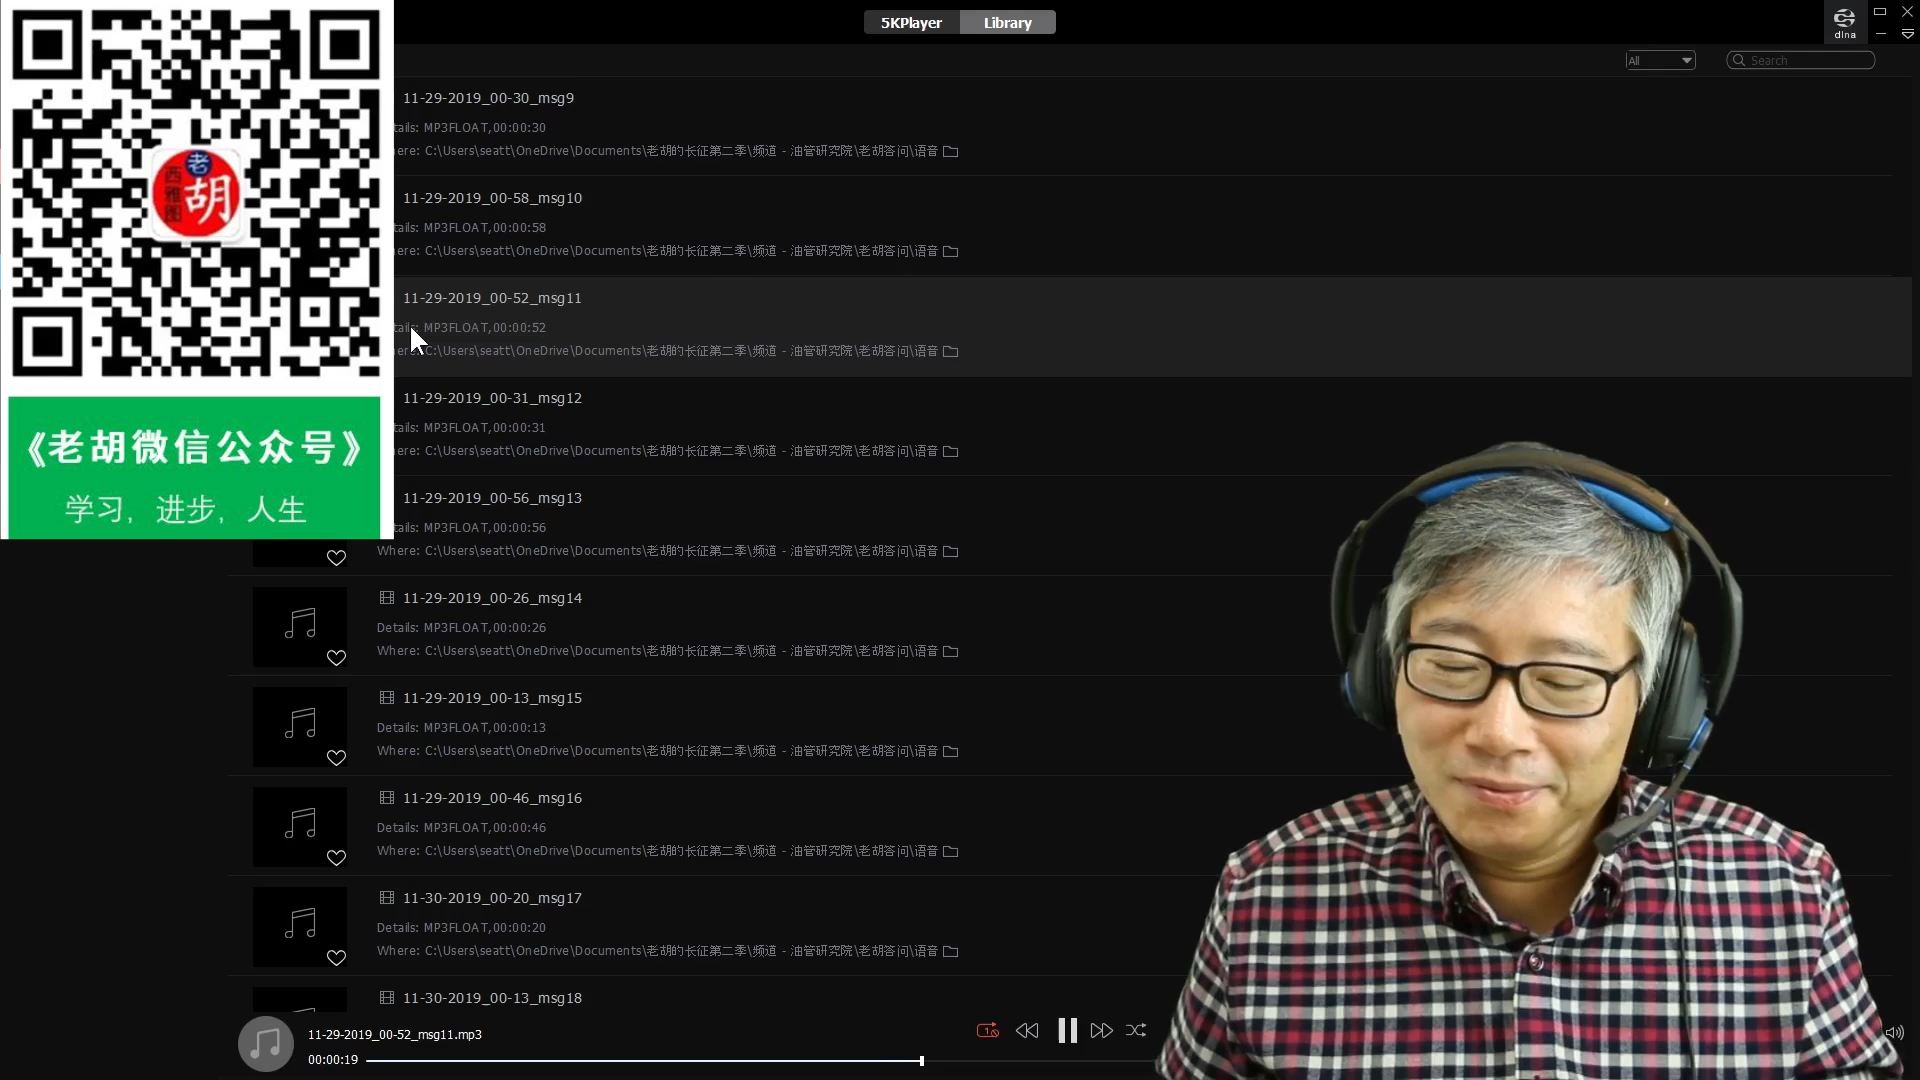 5KPlayer
Library
dlna
All
Search
老
西雅图
胡
《老胡微信公众号》
学习，进步，人生
11-29-2019_00-30_msg9
tails: MP3FLOAT,00:00:30
ere: C:\Users\seatt\OneDrive\Documents\老胡的长征第二季\频道 - 油管研究院\老胡答问\语音
11-29-2019_00-58_msg10
tails: MP3FLOAT,00:00:58
ere: C:\Users\seatt\OneDrive\Documents\老胡的长征第二季\频道 - 油管研究院\老胡答问\语音
11-29-2019_00-52_msg11
tails: MP3FLOAT,00:00:52
ere: C:\Users\seatt\OneDrive\Documents\老胡的长征第二季\频道 - 油管研究院\老胡答问\语音
11-29-2019_00-31_msg12
tails: MP3FLOAT,00:00:31
ere: C:\Users\seatt\OneDrive\Documents\老胡的长征第二季\频道 - 油管研究院\老胡答问\语音
11-29-2019_00-56_msg13
tails: MP3FLOAT,00:00:56
Where: C:\Users\seatt\OneDrive\Documents\老胡的长征第二季\频道 - 油管研究院\老胡答问\语音
11-29-2019_00-26_msg14
Details: MP3FLOAT,00:00:26
Where: C:\Users\seatt\OneDrive\Documents\老胡的长征第二季\频道 - 油管研究院\老胡答问\语音
11-29-2019_00-13_msg15
Details: MP3FLOAT,00:00:13
Where: C:\Users\seatt\OneDrive\Documents\老胡的长征第二季\频道 - 油管研究院\老胡答问\语音
11-29-2019_00-46_msg16
Details: MP3FLOAT,00:00:46
Where: C:\Users\seatt\OneDrive\Documents\老胡的长征第二季\频道 - 油管研究院\老胡答问\语音
11-30-2019_00-20_msg17
Details: MP3FLOAT,00:00:20
Where: C:\Users\seatt\OneDrive\Documents\老胡的长征第二季\频道 - 油管研究院\老胡答问\语音
11-30-2019_00-13_msg18
11-29-2019_00-52_msg11.mp3
00:00:19